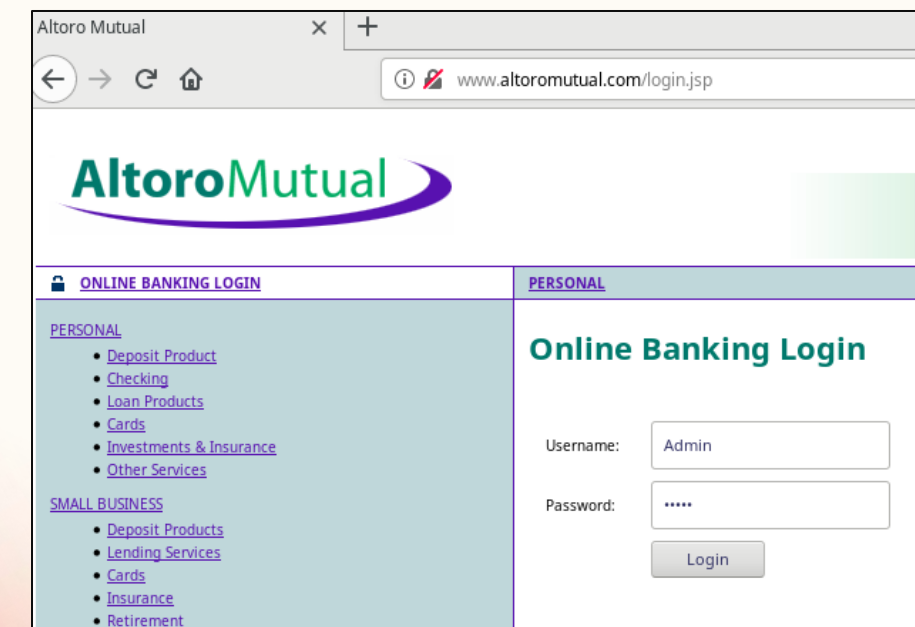 Altoro Mutual
www.altoromutual.com/login.jsp
AltoroMutual
ONLINE BANKING LOGIN
PERSONAL
PERSONAL
Deposit Product
Checking
Loan Products
Cards
Investments & Insurance
Other Services
SMALL BUSINESS
Deposit Products
Lending Services
Cards
Insurance
Retirement
Online Banking Login
Username: Admin
Password: •••••
Login